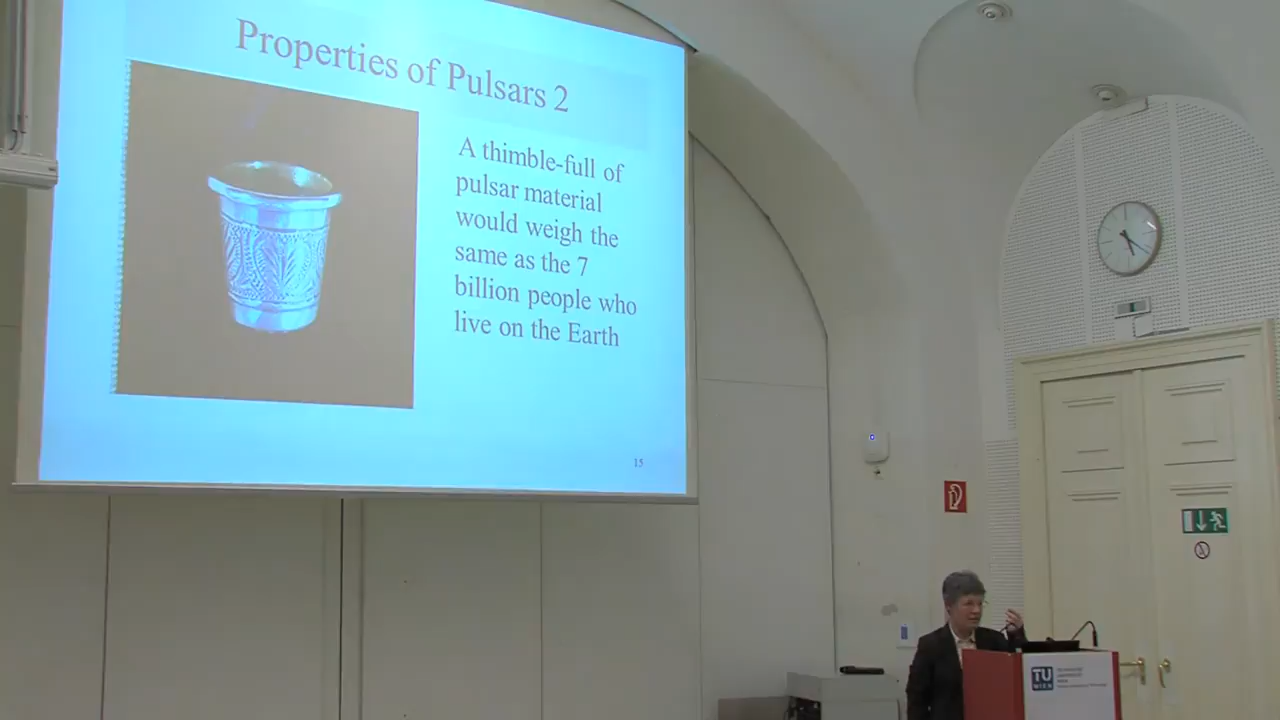 Properties of Pulsars 2
A thimble-full of
pulsar material
would weigh the
same as the 7
billion people who
live on the Earth
15
TU
WIEN